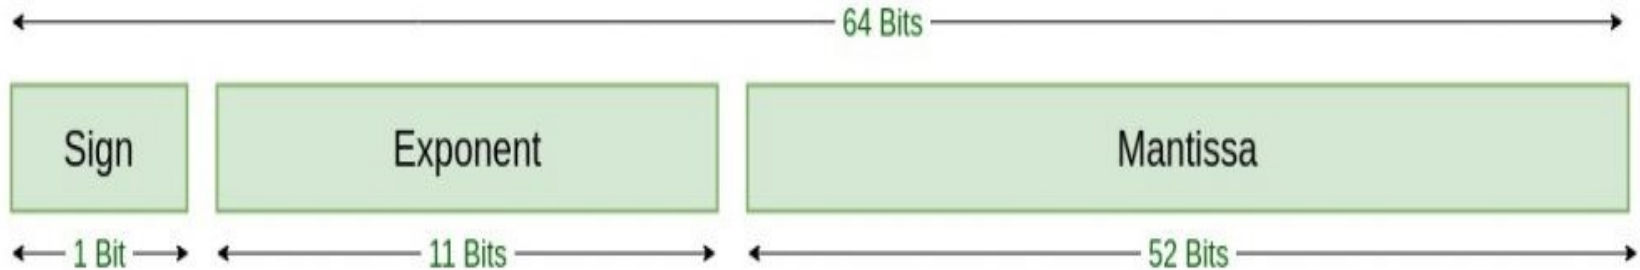 64 Bits
Sign Exponent Mantissa
1 Bit 11 Bits 52 Bits